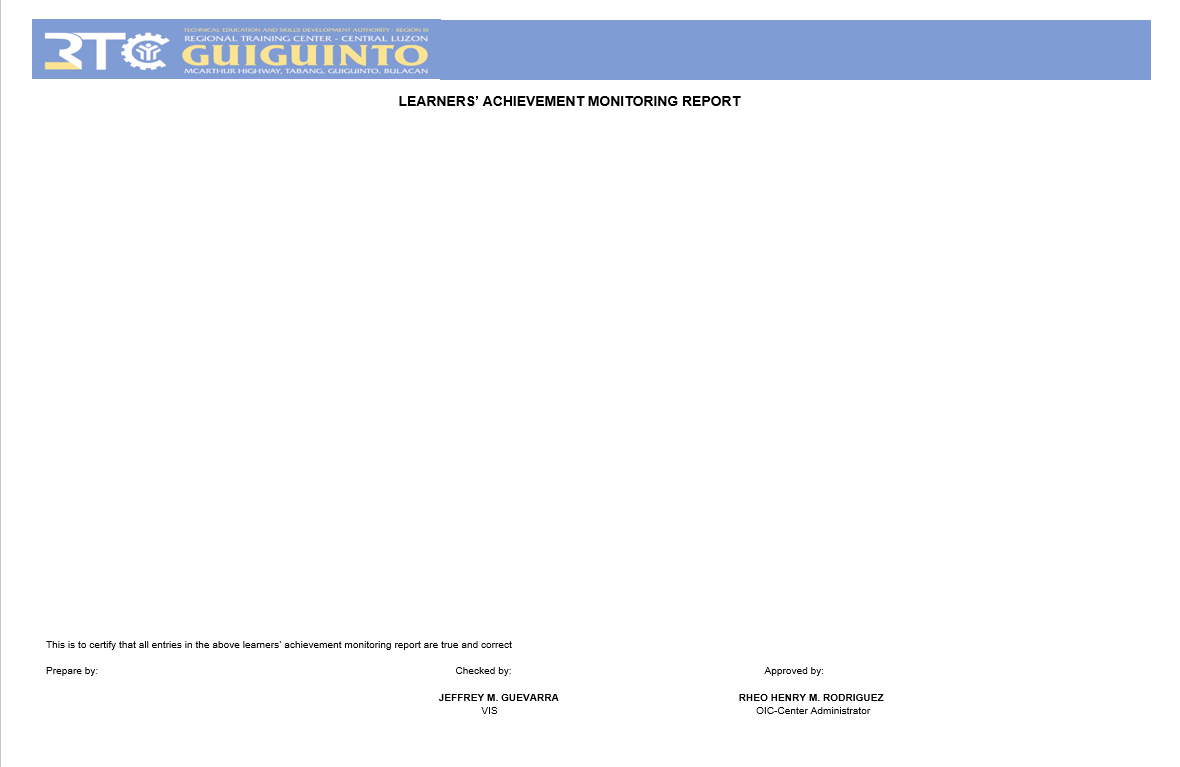 RTC
TECHNICAL EDUCATION AND SKILLS DEVELOPMENT AUTHORITY - REGION III
REGIONAL TRAINING CENTER - CENTRAL LUZON
GUIGUINTO
MCARTHUR HIGHWAY, TABANG, GUIGUINTO, BULACAN
LEARNERS’ ACHIEVEMENT MONITORING REPORT
This is to certify that all entries in the above learners’ achievement monitoring report are true and correct
Prepare by: Checked by: Approved by:
JEFFREY M. GUEVARRA RHEO HENRY M. RODRIGUEZ
VIS OIC-Center Administrator